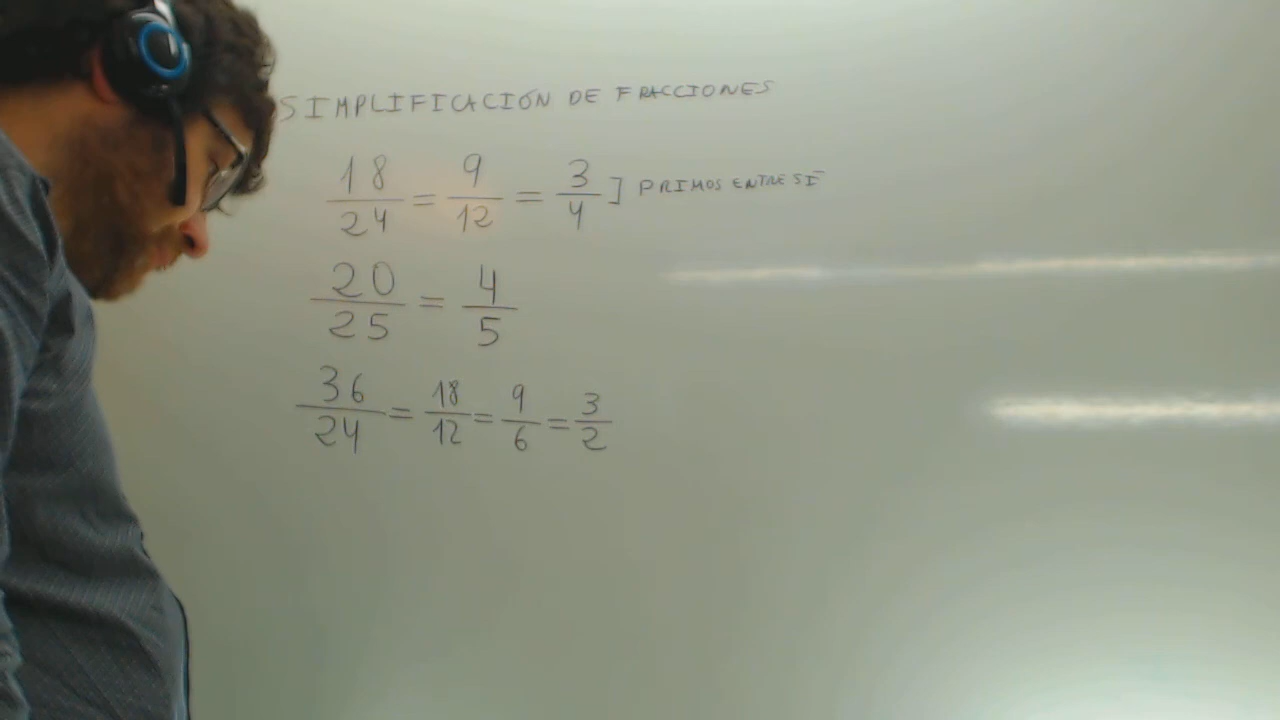 SIMPLIFICACIÓN DE FRACCIONES
18/24 = 9/12 = 3/4 ] PRIMOS ENTRE SÍ
20/25 = 4/5
36/24 = 18/12 = 9/6 = 3/2